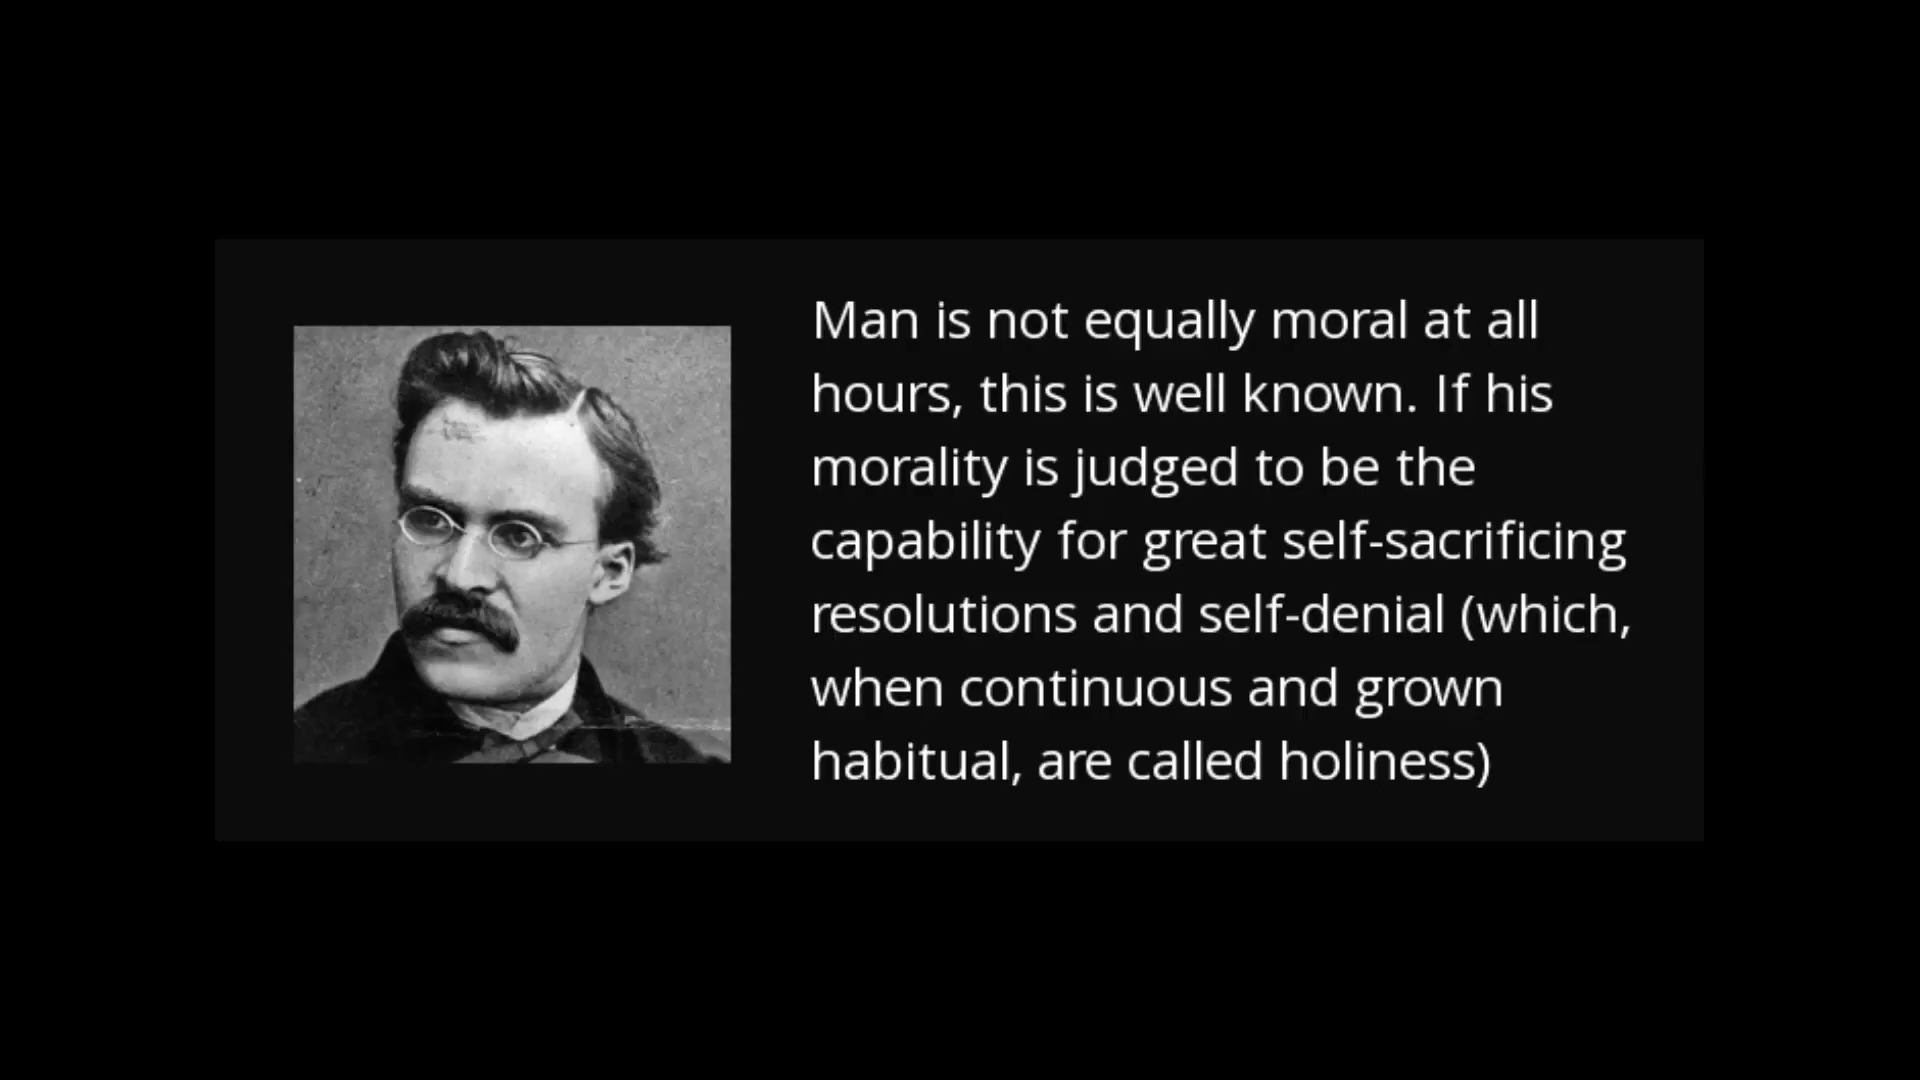 Man is not equally moral at all
hours, this is well known. If his
morality is judged to be the
capability for great self-sacrificing
resolutions and self-denial (which,
when continuous and grown
habitual, are called holiness)